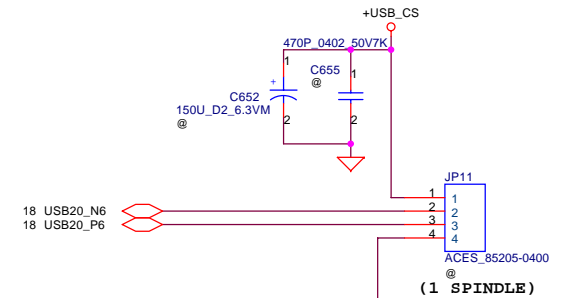 +USB_CS
470P_0402_50V7K
1
1
C655
@
+
C652
150U_D2_6.3VM
@
2
2
JP11
1 1
18 USB20_N6 2 2
18 USB20_P6 3 3
4 4
ACES_85205-0400
@
(1 SPINDLE)